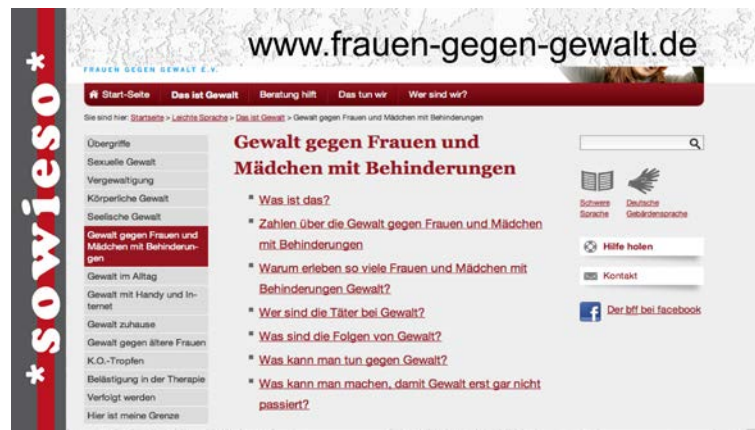 www.frauen-gegen-gewalt.de
FRAUEN GEGEN GEWALT E.V.
Start-Seite Das ist Gewalt Beratung hilft Das tun wir Wer sind wir?
Sie sind hier: Startseite > Leichte Sprache > Das ist Gewalt > Gewalt gegen Frauen und Mädchen mit Behinderungen
* sowieso *
Übergriffe
Sexuelle Gewalt
Vergewaltigung
Körperliche Gewalt
Seelische Gewalt
Gewalt gegen Frauen und
Mädchen mit Behinderun-
gen
Gewalt im Alltag
Gewalt mit Handy und In-
ternet
Gewalt zuhause
Gewalt gegen ältere Frauen
K.O.-Tropfen
Belästigung in der Therapie
Verfolgt werden
Hier ist meine Grenze
Gewalt gegen Frauen und
Mädchen mit Behinderungen
Was ist das?
Zahlen über die Gewalt gegen Frauen und Mädchen
mit Behinderungen
Warum erleben so viele Frauen und Mädchen mit
Behinderungen Gewalt?
Wer sind die Täter bei Gewalt?
Was sind die Folgen von Gewalt?
Was kann man tun gegen Gewalt?
Was kann man machen, damit Gewalt erst gar nicht
passiert?
Schwere
Sprache
Deutsche
Gebärdensprache
Hilfe holen
Kontakt
Der bff bei facebook